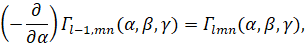 (−∂/∂α) Γ_{l−1,mn}(α, β, γ) = Γ_{lmn}(α, β, γ),